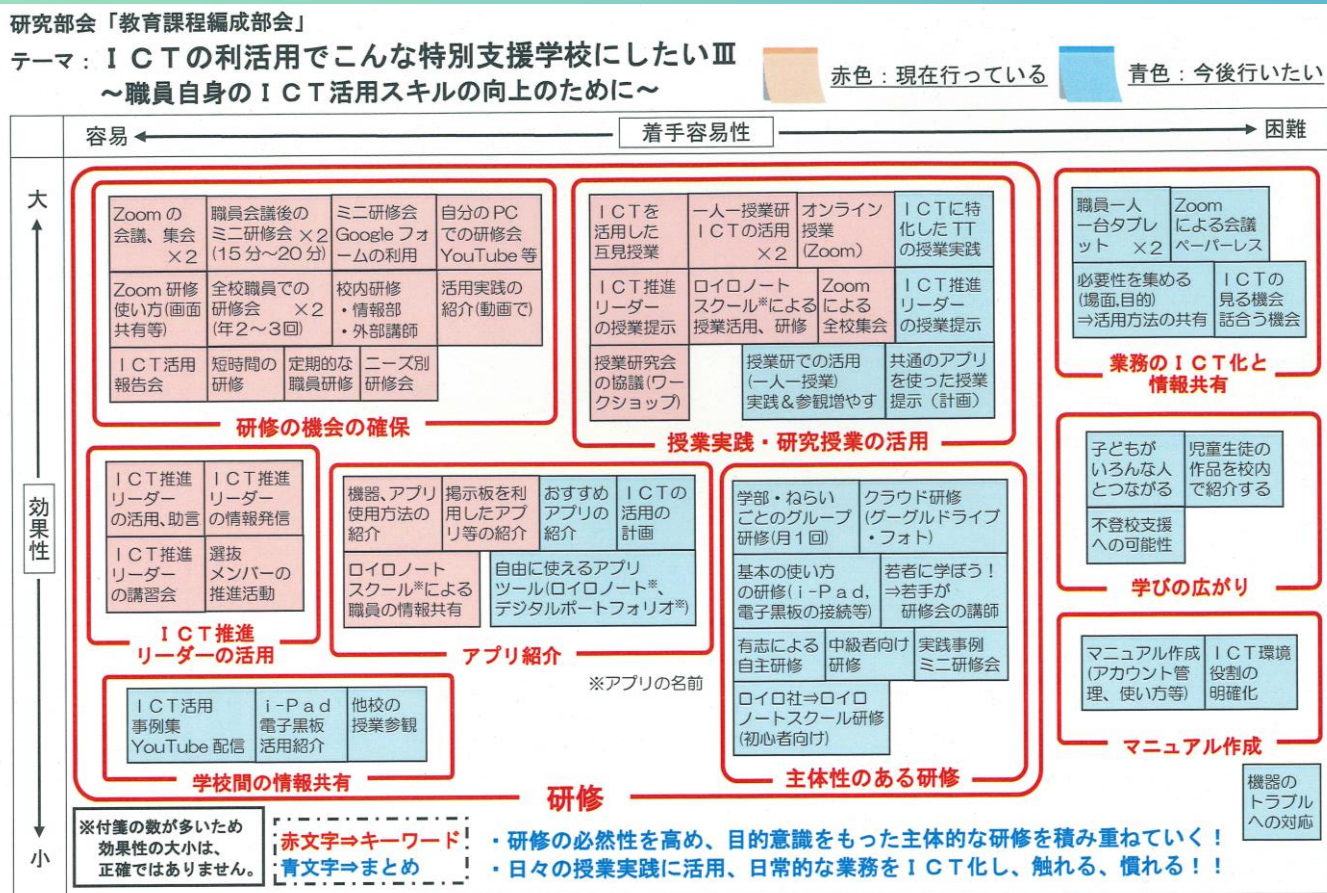 研究部会「教育課程編成部会」
テーマ：ＩＣＴの利活用でこんな特別支援学校にしたいⅢ
～職員自身のＩＣＴ活用スキルの向上のために～
赤色：現在行っている
青色：今後行いたい
容易
着手容易性
困難
大
効果性
小
Zoomの
会議、集会
×2
職員会議後の
ミニ研修会×2
(15分～20分)
ミニ研修会
Googleフォ
ームの利用
自分のPC
での研修会
YouTube等
Zoom研修
使い方(画面
共有等)
全校職員での
研修会 ×2
(年2～3回)
校内研修
・情報部
・外部講師
活用実践の
紹介(動画で)
ＩＣＴ活用
報告会
短時間の
研修
定期的な
職員研修
ニーズ別
研修会
研修の機会の確保
ＩＣＴを
活用した
互見授業
一人一授業研
ＩＣＴの活用
×2
オンライン
授業
(Zoom)
ＩＣＴに特
化したＴＴ
の授業実践
ＩＣＴ推進
リーダー
の授業提示
ロイロノート
スクール※による
授業活用、研修
Zoom
による
全校集会
ＩＣＴ推進
リーダー
の授業提示
授業研究会
の協議(ワー
クショップ)
授業研での活用
(一人一授業)
実践＆参観増やす
共通のアプリ
を使った授業
提示（計画）
授業実践・研究授業の活用
職員一人
一台タブレ
ット ×2
Zoom
による会議
ペーパーレス
必要性を集める
(場面,目的)
⇒活用方法の共有
ＩＣＴの
見る機会
話合う機会
業務のＩＣＴ化と
情報共有
ＩＣＴ推進
リーダー
の活用、助言
ＩＣＴ推進
リーダー
の情報発信
ＩＣＴ推進
リーダー
の講習会
選抜
メンバーの
推進活動
ＩＣＴ推進
リーダーの活用
機器、アプリ
使用方法の
紹介
掲示板を利
用したアプ
リ等の紹介
おすすめ
アプリの
紹介
ＩＣＴの
活用の
計画
ロイロノート
スクール※による
職員の情報共有
自由に使えるアプリ
ツール(ロイロノート※、
デジタルポートフォリオ※)
アプリ紹介
※アプリの名前
学部・ねらい
ごとのグループ
研修(月1回)
クラウド研修
(グーグルドライブ
・フォト)
基本の使い方
の研修(ｉ-Ｐａｄ,
電子黒板の接続等)
若者に学ぼう！
⇒若手が
研修会の講師
有志による
自主研修
中級者向け
研修
実践事例
ミニ研修会
ロイロ社⇒ロイロ
ノートスクール研修
(初心者向け)
主体性のある研修
子どもが
いろんな人
とつながる
児童生徒の
作品を校内
で紹介する
不登校支援
への可能性
学びの広がり
マニュアル作成
(アカウント管
理、使い方等)
ＩＣＴ環境
役割の
明確化
マニュアル作成
ＩＣＴ活用
事例集
YouTube配信
ｉ-Ｐａｄ
電子黒板
活用紹介
他校の
授業参観
学校間の情報共有
研修
機器の
トラブル
への対応
※付箋の数が多いため
効果性の大小は、
正確ではありません。
赤文字⇒キーワード
青文字⇒まとめ
・研修の必然性を高め、目的意識をもった主体的な研修を積み重ねていく！
・日々の授業実践に活用、日常的な業務をＩＣＴ化し、触れる、慣れる！！